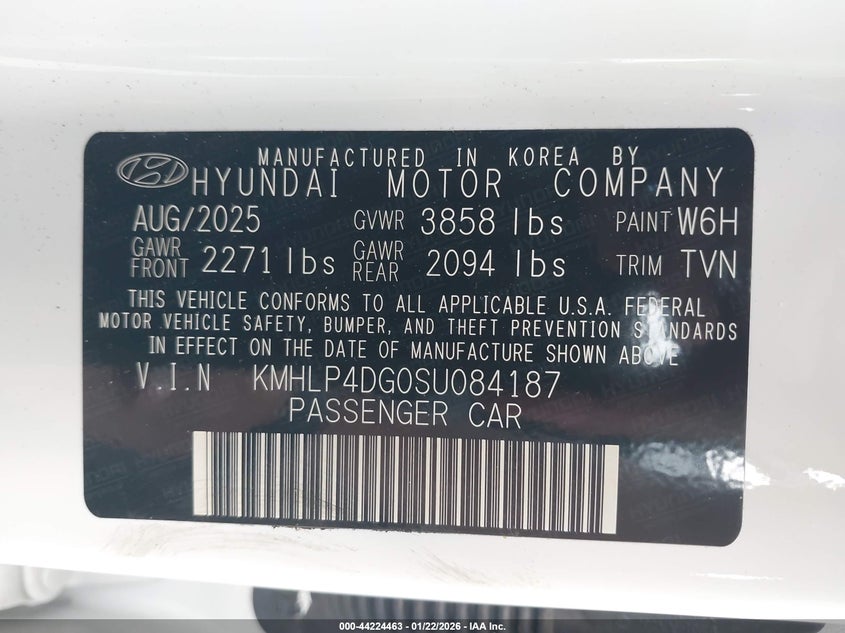 MANUFACTURED IN KOREA BY
HYUNDAI MOTOR COMPANY
AUG/2025 GVWR 3858 lbs PAINT W6H
GAWR FRONT 2271 lbs GAWR REAR 2094 lbs TRIM TVN
THIS VEHICLE CONFORMS TO ALL APPLICABLE U.S.A. FEDERAL
MOTOR VEHICLE SAFETY, BUMPER, AND THEFT PREVENTION STANDARDS
IN EFFECT ON THE DATE OF MANUFACTURE SHOWN ABOVE
V.I.N KMHLP4DG0SU084187
PASSENGER CAR
000-44224463 - 01/22/2026 - IAA Inc.